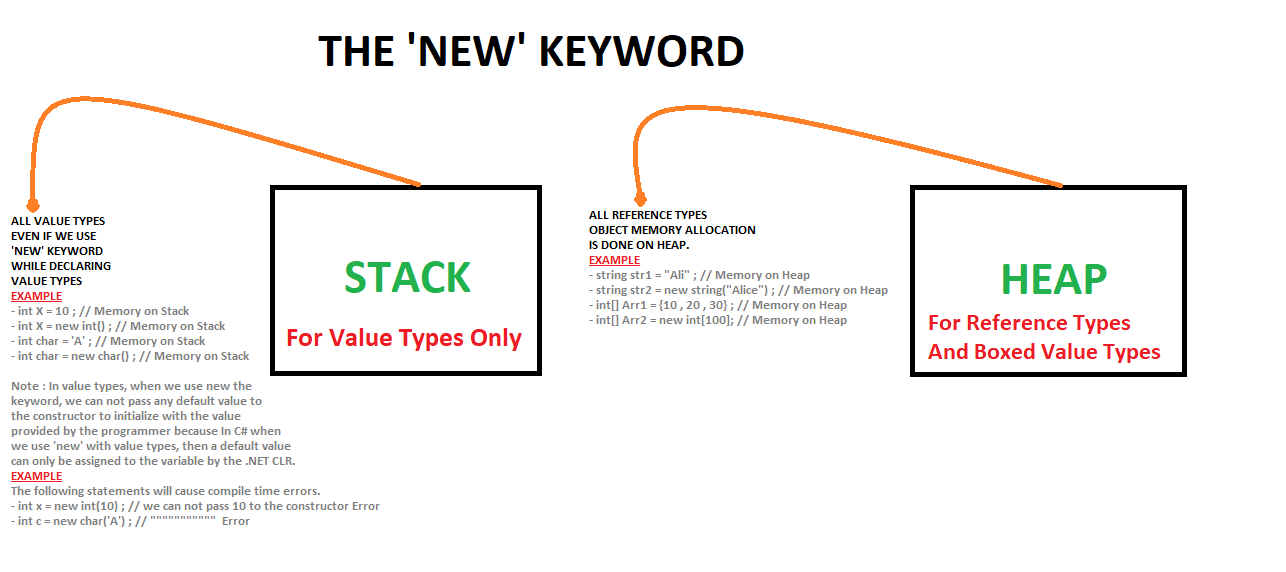 THE 'NEW' KEYWORD
ALL VALUE TYPES
EVEN IF WE USE
'NEW' KEYWORD
WHILE DECLARING
VALUE TYPES
EXAMPLE
- int X = 10 ; // Memory on Stack
- int X = new int() ; // Memory on Stack
- int char = 'A' ; // Memory on Stack
- int char = new char() ; // Memory on Stack
Note : In value types, when we use new the
keyword, we can not pass any default value to
the constructor to initialize with the value
provided by the programmer because In C# when
we use 'new' with value types, then a default value
can only be assigned to the variable by the .NET CLR.
EXAMPLE
The following statements will cause compile time errors.
- int x = new int(10) ; // we can not pass 10 to the constructor Error
- int c = new char('A') ; // """"""""""" Error
STACK
For Value Types Only
ALL REFERENCE TYPES
OBJECT MEMORY ALLOCATION
IS DONE ON HEAP.
EXAMPLE
- string str1 = "Ali" ; // Memory on Heap
- string str2 = new string("Alice") ; // Memory on Heap
- int[] Arr1 = {10 , 20 , 30} ; // Memory on Heap
- int[] Arr2 = new int[100]; // Memory on Heap
HEAP
For Reference Types
And Boxed Value Types